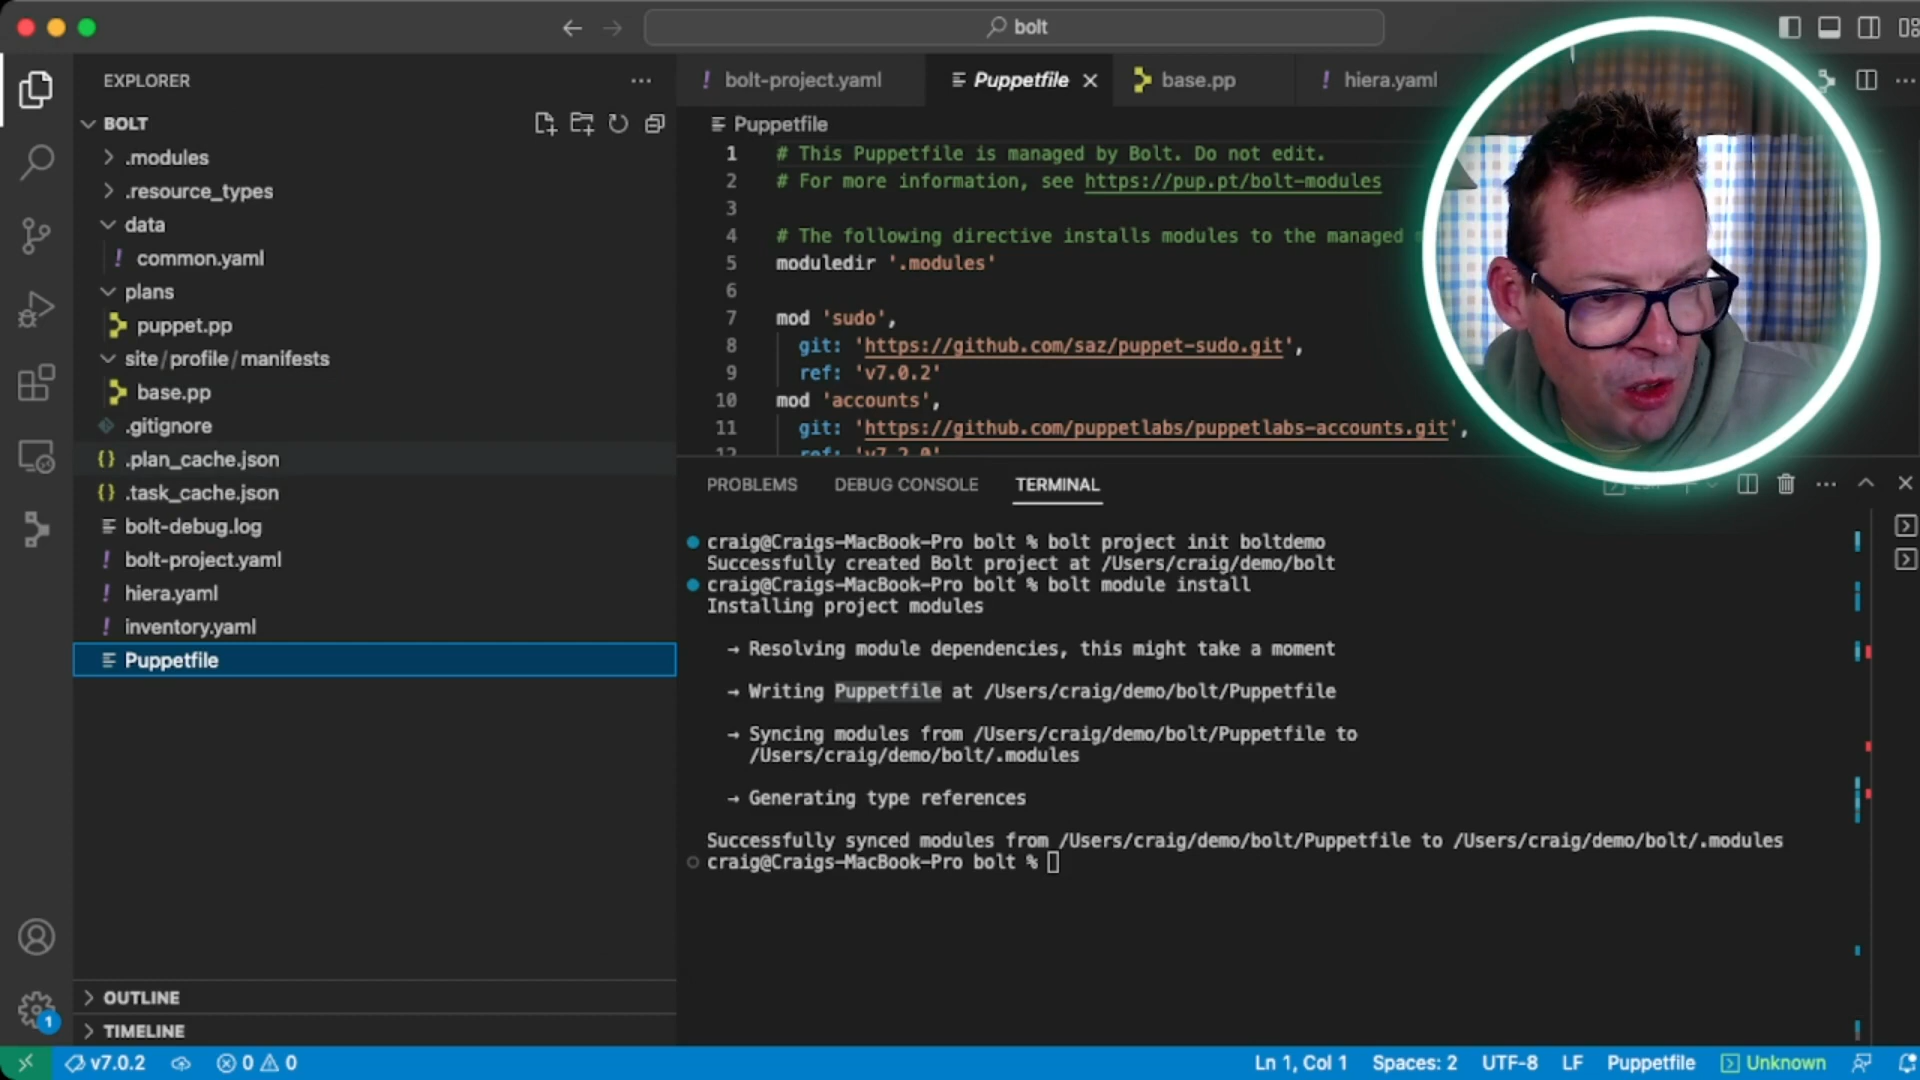 bolt
EXPLORER
BOLT
.modules
.resource_types
data
common.yaml
plans
puppet.pp
site/profile/manifests
base.pp
.gitignore
.plan_cache.json
.task_cache.json
bolt-debug.log
bolt-project.yaml
hiera.yaml
inventory.yaml
Puppetfile
OUTLINE
TIMELINE
bolt-project.yaml Puppetfile base.pp hiera.yaml
Puppetfile
1 # This Puppetfile is managed by Bolt. Do not edit.
2 # For more information, see https://pup.pt/bolt-modules
3
4 # The following directive installs modules to the managed
5 moduledir '.modules'
6
7 mod 'sudo',
8 git: 'https://github.com/saz/puppet-sudo.git',
9 ref: 'v7.0.2'
10 mod 'accounts',
11 git: 'https://github.com/puppetlabs/puppetlabs-accounts.git',
12 ref: 'v7.2.0'
PROBLEMS DEBUG CONSOLE TERMINAL
craig@Craigs-MacBook-Pro bolt % bolt project init boltdemo
Successfully created Bolt project at /Users/craig/demo/bolt
craig@Craigs-MacBook-Pro bolt % bolt module install
Installing project modules
→ Resolving module dependencies, this might take a moment
→ Writing Puppetfile at /Users/craig/demo/bolt/Puppetfile
→ Syncing modules from /Users/craig/demo/bolt/Puppetfile to
/Users/craig/demo/bolt/.modules
→ Generating type references
Successfully synced modules from /Users/craig/demo/bolt/Puppetfile to /Users/craig/demo/bolt/.modules
craig@Craigs-MacBook-Pro bolt %
1
v7.0.2 0 0 Ln 1, Col 1 Spaces: 2 UTF-8 LF Puppetfile Unknown